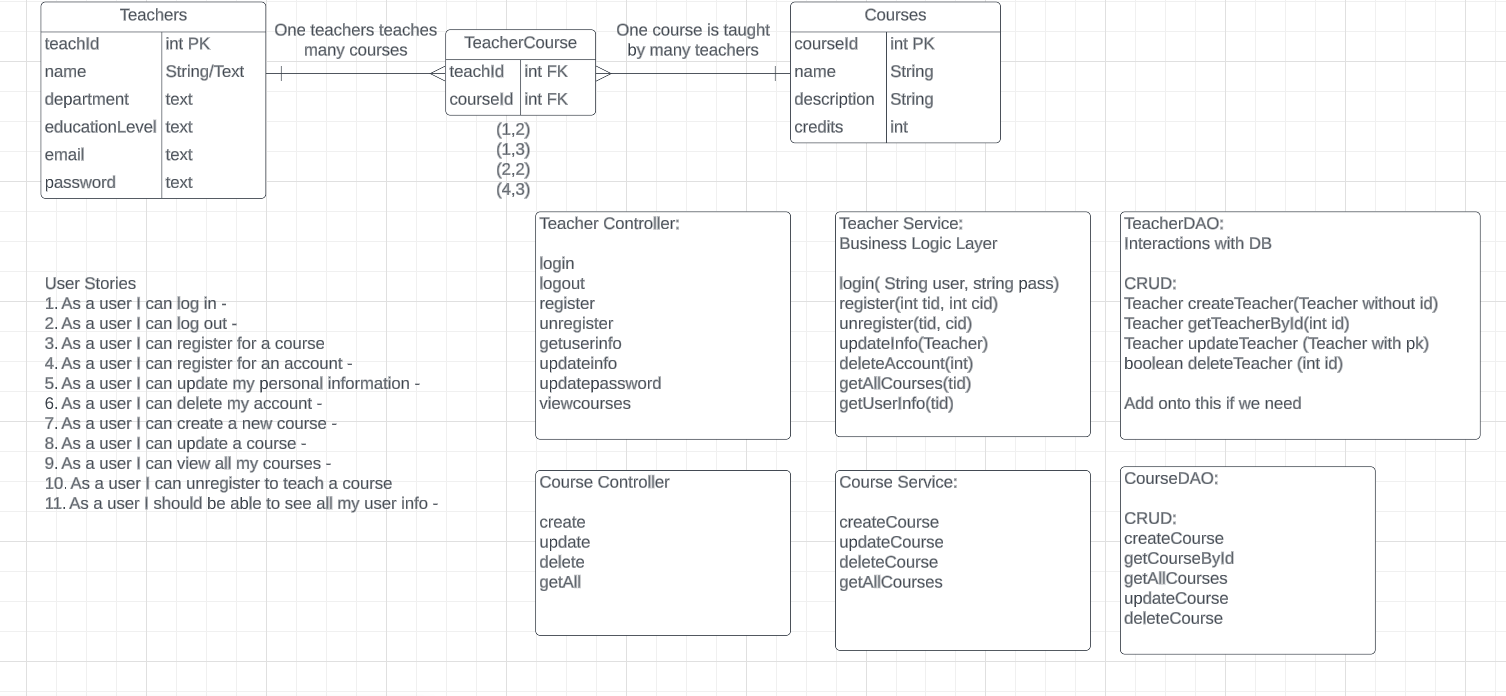 Teachers
teachId int PK
name String/Text
department text
educationLevel text
email text
password text
One teachers teaches
many courses
TeacherCourse
teachId int FK
courseId int FK
(1,2)
(1,3)
(2,2)
(4,3)
One course is taught
by many teachers
Courses
courseId int PK
name String
description String
credits int
User Stories
1. As a user I can log in -
2. As a user I can log out -
3. As a user I can register for a course
4. As a user I can register for an account -
5. As a user I can update my personal information -
6. As a user I can delete my account -
7. As a user I can create a new course -
8. As a user I can update a course -
9. As a user I can view all my courses -
10. As a user I can unregister to teach a course
11. As a user I should be able to see all my user info -
Teacher Controller:
login
logout
register
unregister
getuserinfo
updateinfo
updatepassword
viewcourses
Teacher Service:
Business Logic Layer
login( String user, string pass)
register(int tid, int cid)
unregister(tid, cid)
updateInfo(Teacher)
deleteAccount(int)
getAllCourses(tid)
getUserInfo(tid)
TeacherDAO:
Interactions with DB
CRUD:
Teacher createTeacher(Teacher without id)
Teacher getTeacherById(int id)
Teacher updateTeacher (Teacher with pk)
boolean deleteTeacher (int id)
Add onto this if we need
Course Controller
create
update
delete
getAll
Course Service:
createCourse
updateCourse
deleteCourse
getAllCourses
CourseDAO:
CRUD:
createCourse
getCourseById
getAllCourses
updateCourse
deleteCourse